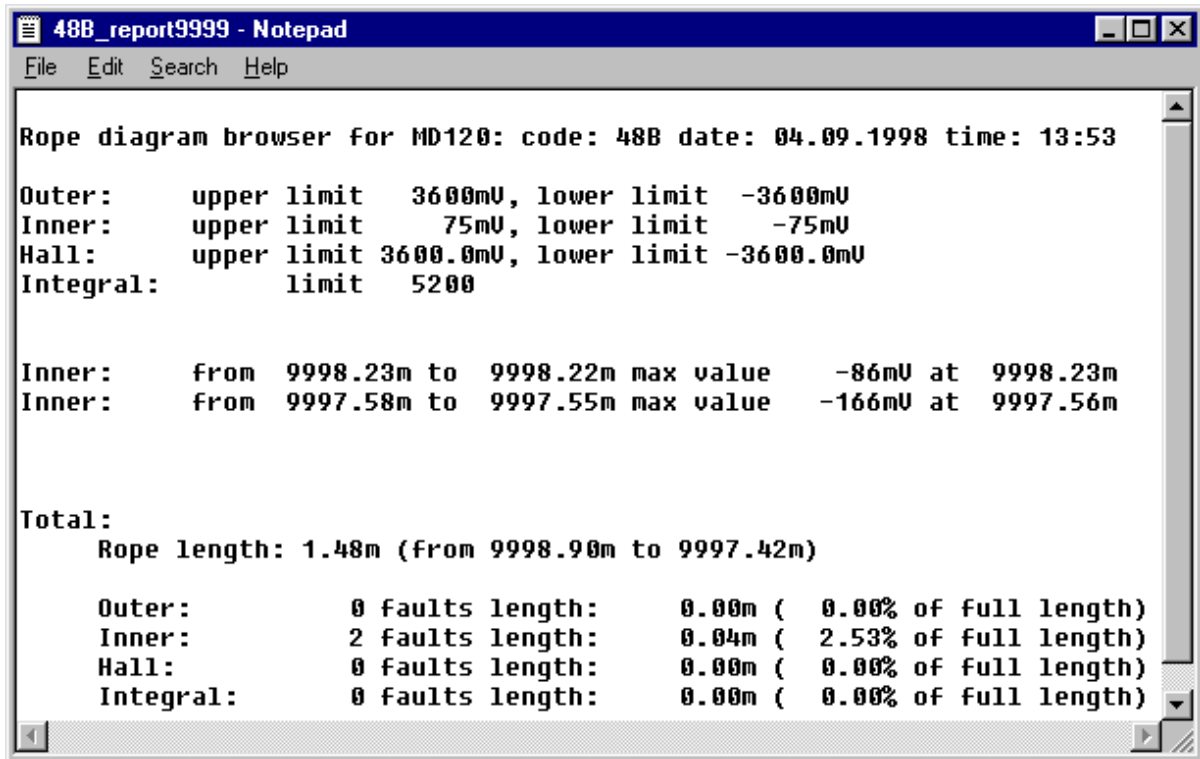 48B_report9999 - Notepad
File Edit Search Help
Rope diagram browser for MD120: code: 48B date: 04.09.1998 time: 13:53
Outer: upper limit 3600mV, lower limit -3600mV
Inner: upper limit 75mV, lower limit -75mV
Hall: upper limit 3600.0mV, lower limit -3600.0mV
Integral: limit 5200
Inner: from 9998.23m to 9998.22m max value -86mV at 9998.23m
Inner: from 9997.58m to 9997.55m max value -166mV at 9997.56m
Total:
Rope length: 1.48m (from 9998.90m to 9997.42m)
Outer: 0 faults length: 0.00m ( 0.00% of full length)
Inner: 2 faults length: 0.04m ( 2.53% of full length)
Hall: 0 faults length: 0.00m ( 0.00% of full length)
Integral: 0 faults length: 0.00m ( 0.00% of full length)